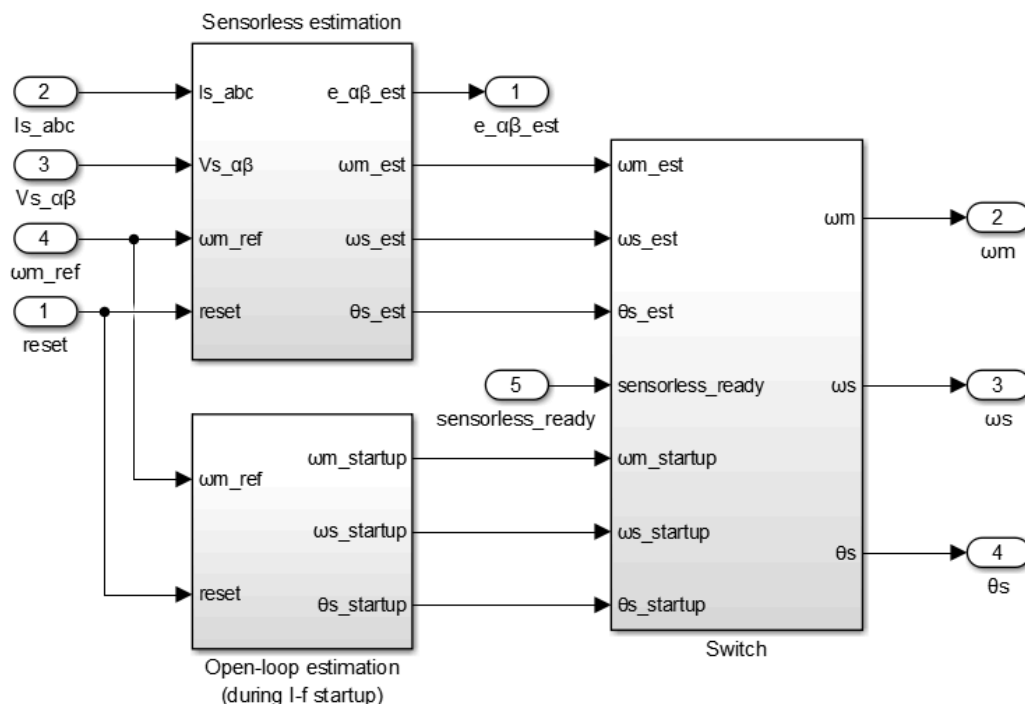 Sensorless estimation
2
Is_abc
Is_abc
e_αβ_est
1
e_αβ_est
3
Vs_αβ
Vs_αβ
ωm_est
ωm_est
4
ωm_ref
ωm_ref
ωs_est
ωs_est
1
reset
reset
θs_est
θs_est
ωm
2
ωm
5
sensorless_ready
sensorless_ready
ωs
3
ωs
ωm_ref
ωm_startup
ωm_startup
ωs_startup
ωs_startup
θs
4
θs
reset
θs_startup
θs_startup
Switch
Open-loop estimation
(during I-f startup)